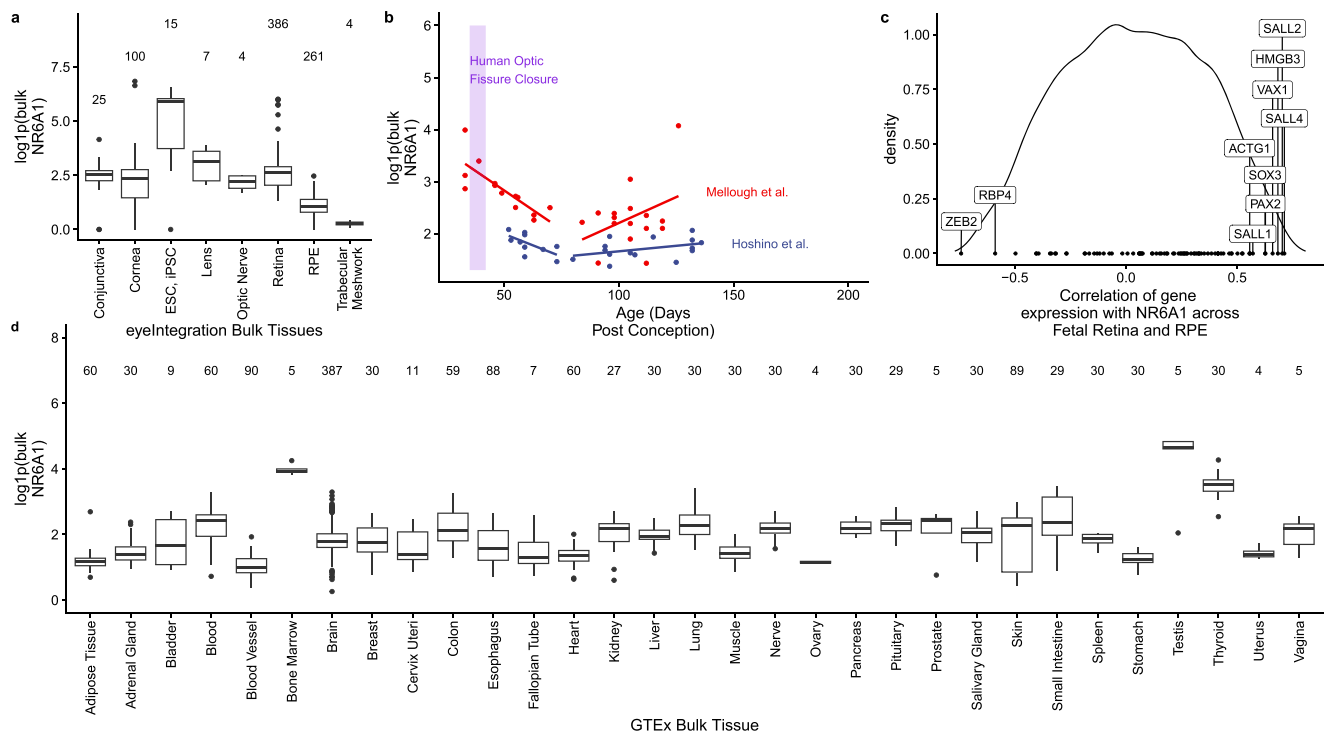 a
15
386
4
100
7
4
261
25
7.5
5.0
2.5
0.0
log1p(bulk
NR6A1)
Conjunctiva
Cornea
ESC, iPSC
Lens
Optic Nerve
Retina
RPE
Trabecular
Meshwork
eyeIntegration Bulk Tissues
b
6
5
4
3
2
log1p(bulk
NR6A1)
Human Optic
Fissure Closure
Mellough et al.
Hoshino et al.
50
100
150
200
Age (Days
Post Conception)
c
1.00
0.75
0.50
0.25
0.00
density
SALL2
HMGB3
VAX1
SALL4
ACTG1
SOX3
RBP4
PAX2
ZEB2
SALL1
−0.5
0.0
0.5
Correlation of gene
expression with NR6A1 across
Fetal Retina and RPE
d
8
6
4
2
0
log1p(bulk
NR6A1)
60
30
9
60
90
5
387
30
11
59
88
7
60
27
30
30
30
30
4
30
29
5
30
89
29
30
30
5
30
4
5
Adipose Tissue
Adrenal Gland
Bladder
Blood
Blood Vessel
Bone Marrow
Brain
Breast
Cervix Uteri
Colon
Esophagus
Fallopian Tube
Heart
Kidney
Liver
Lung
Muscle
Nerve
Ovary
Pancreas
Pituitary
Prostate
Salivary Gland
Skin
Small Intestine
Spleen
Stomach
Testis
Thyroid
Uterus
Vagina
GTEx Bulk Tissue